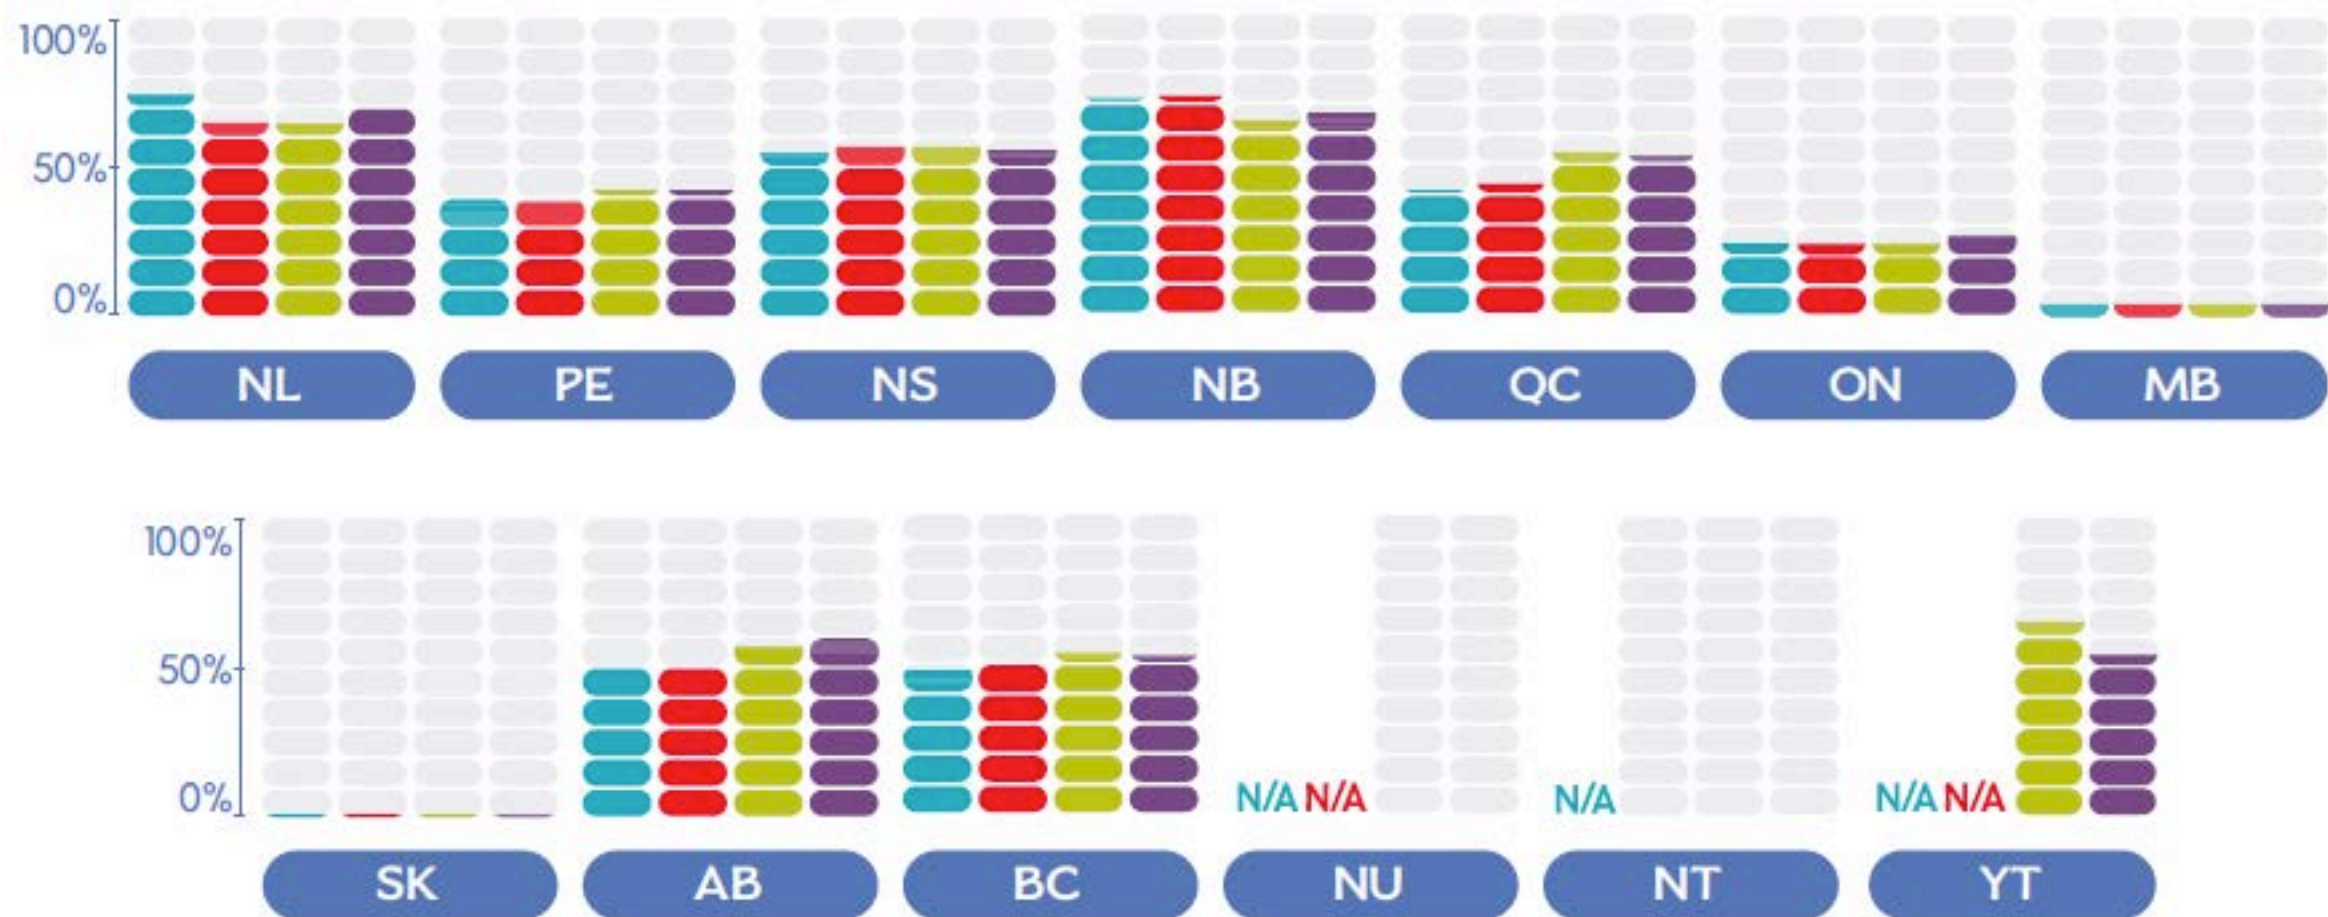 100%
50%
0%
NL PE NS NB QC ON MB
100%
50%
0%
N/A N/A N/A N/A N/A
SK AB BC NU NT YT